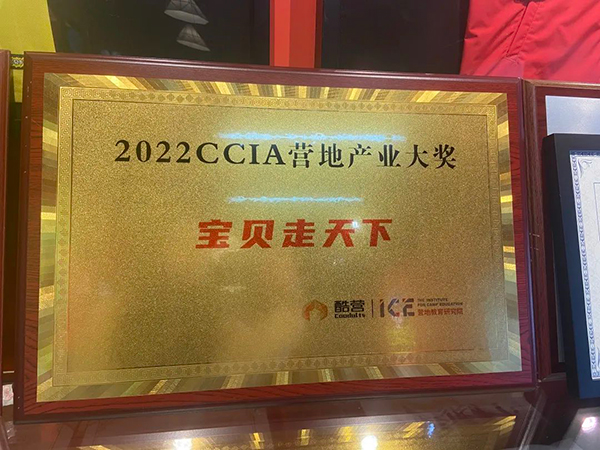 2022CCIA营地产业大奖
宝贝走天下
酷营
ICE
THE INSTITUTE
FOR CAMP EDUCATION
营地教育研究院